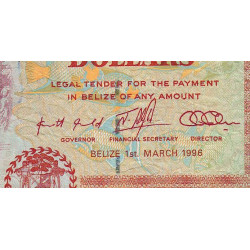 DOLLARS
LEGAL TENDER FOR THE PAYMENT
IN BELIZE OF ANY AMOUNT
GOVERNOR FINANCIAL SECRETARY DIRECTOR
BELIZE 1st. MARCH 1996